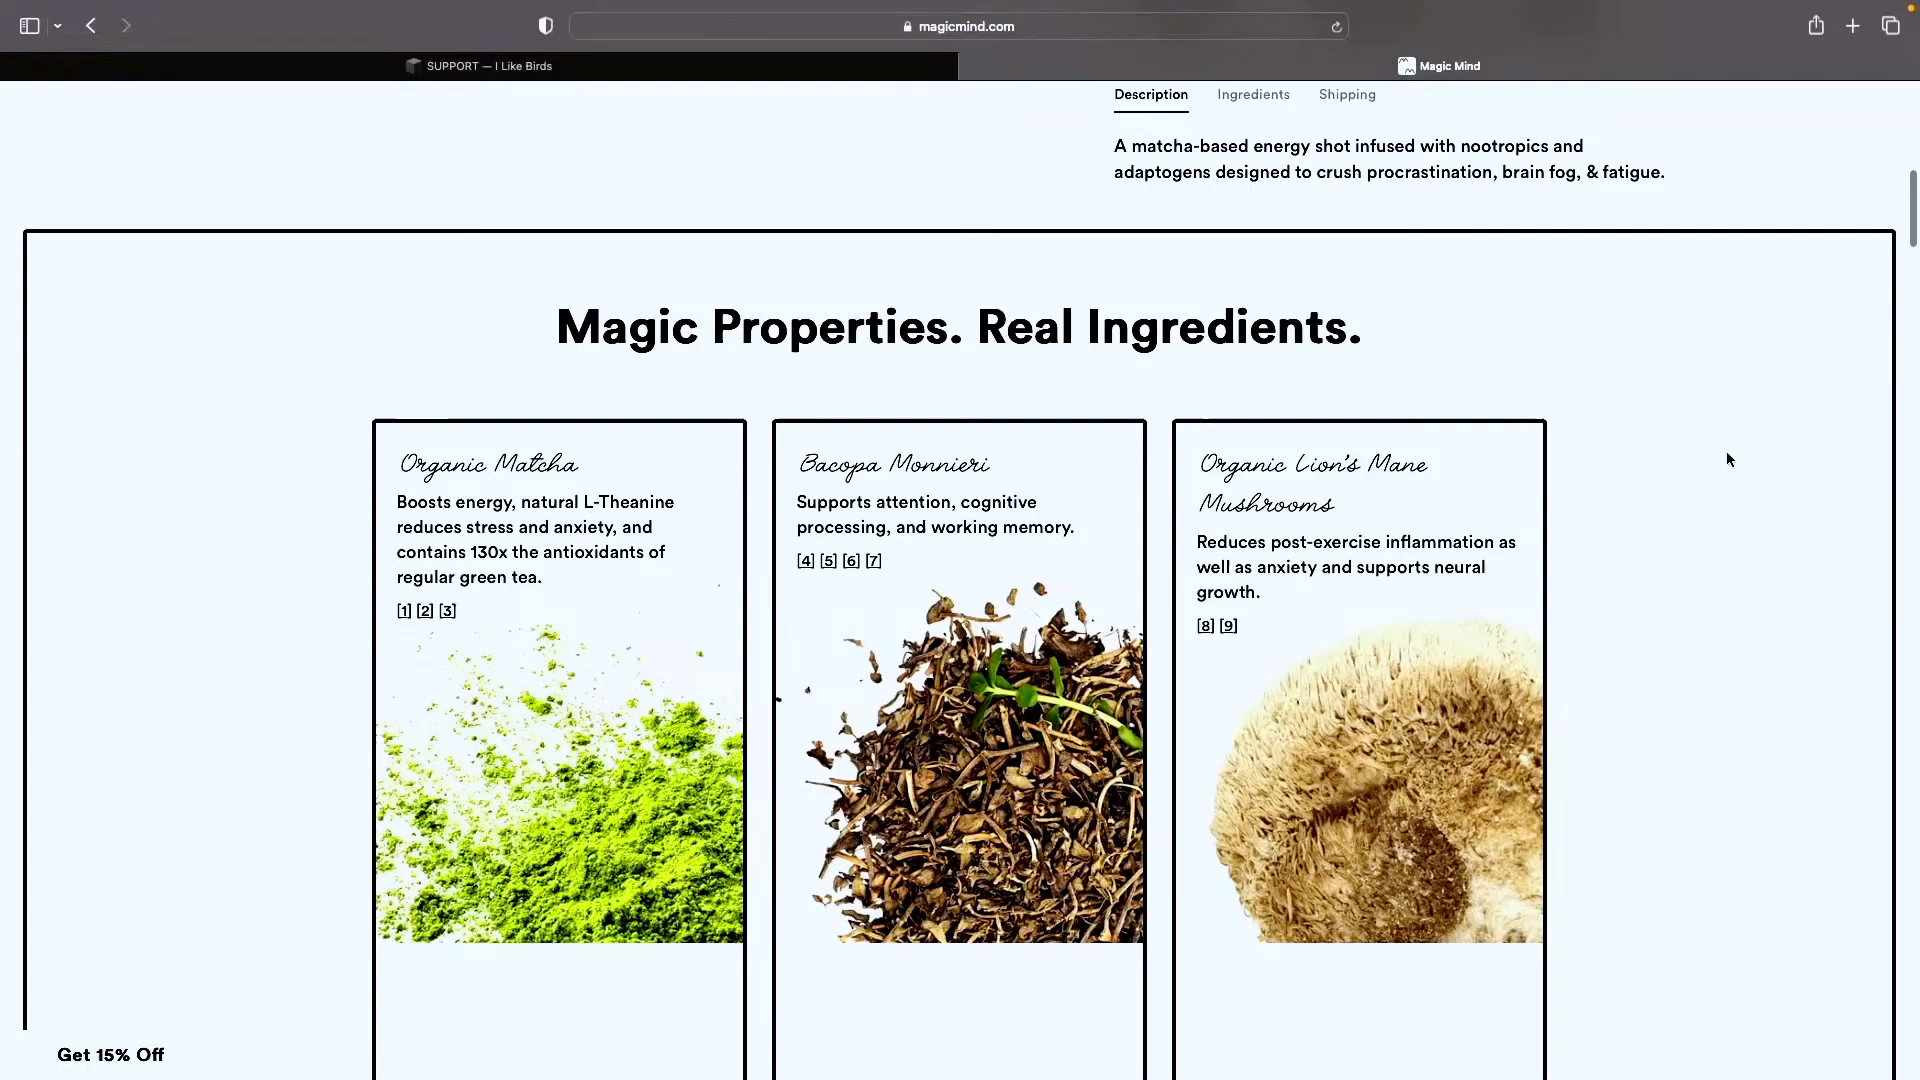 magicmind.com
SUPPORT — I Like Birds
Magic Mind
Description
Ingredients
Shipping
A matcha-based energy shot infused with nootropics and
adaptogens designed to crush procrastination, brain fog, & fatigue.
Magic Properties. Real Ingredients.
Organic Matcha
Boosts energy, natural L-Theanine
reduces stress and anxiety, and
contains 130x the antioxidants of
regular green tea.
[1] [2] [3]
Bacopa Monnieri
Supports attention, cognitive
processing, and working memory.
[4] [5] [6] [7]
Organic Lion's Mane
Mushrooms
Reduces post-exercise inflammation as
well as anxiety and supports neural
growth.
[8] [9]
Get 15% Off